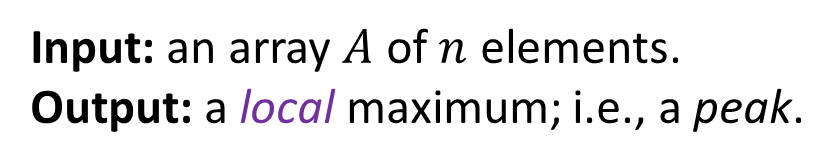 Input: an array A of n elements.
Output: a local maximum; i.e., a peak.